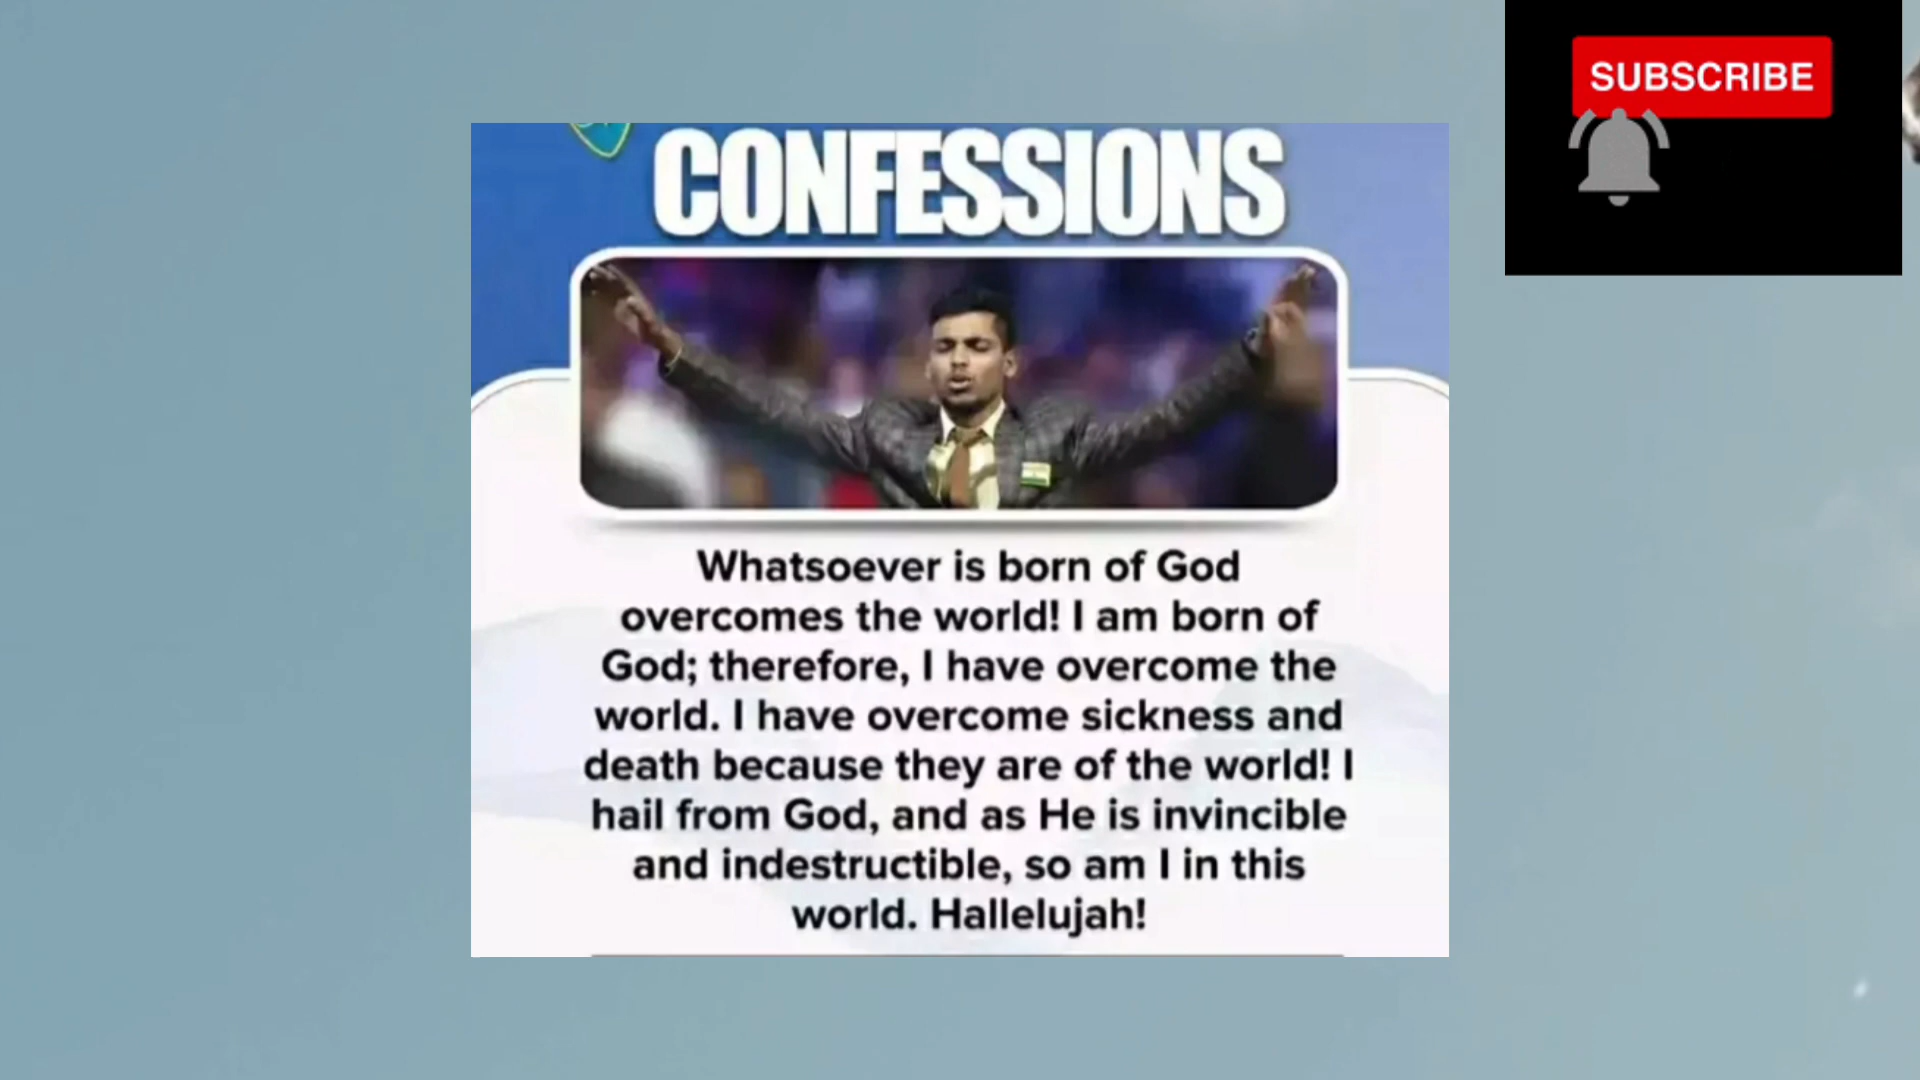 SUBSCRIBE
CONFESSIONS
Whatsoever is born of God
overcomes the world! I am born of
God; therefore, I have overcome the
world. I have overcome sickness and
death because they are of the world! I
hail from God, and as He is invincible
and indestructible, so am I in this
world. Hallelujah!